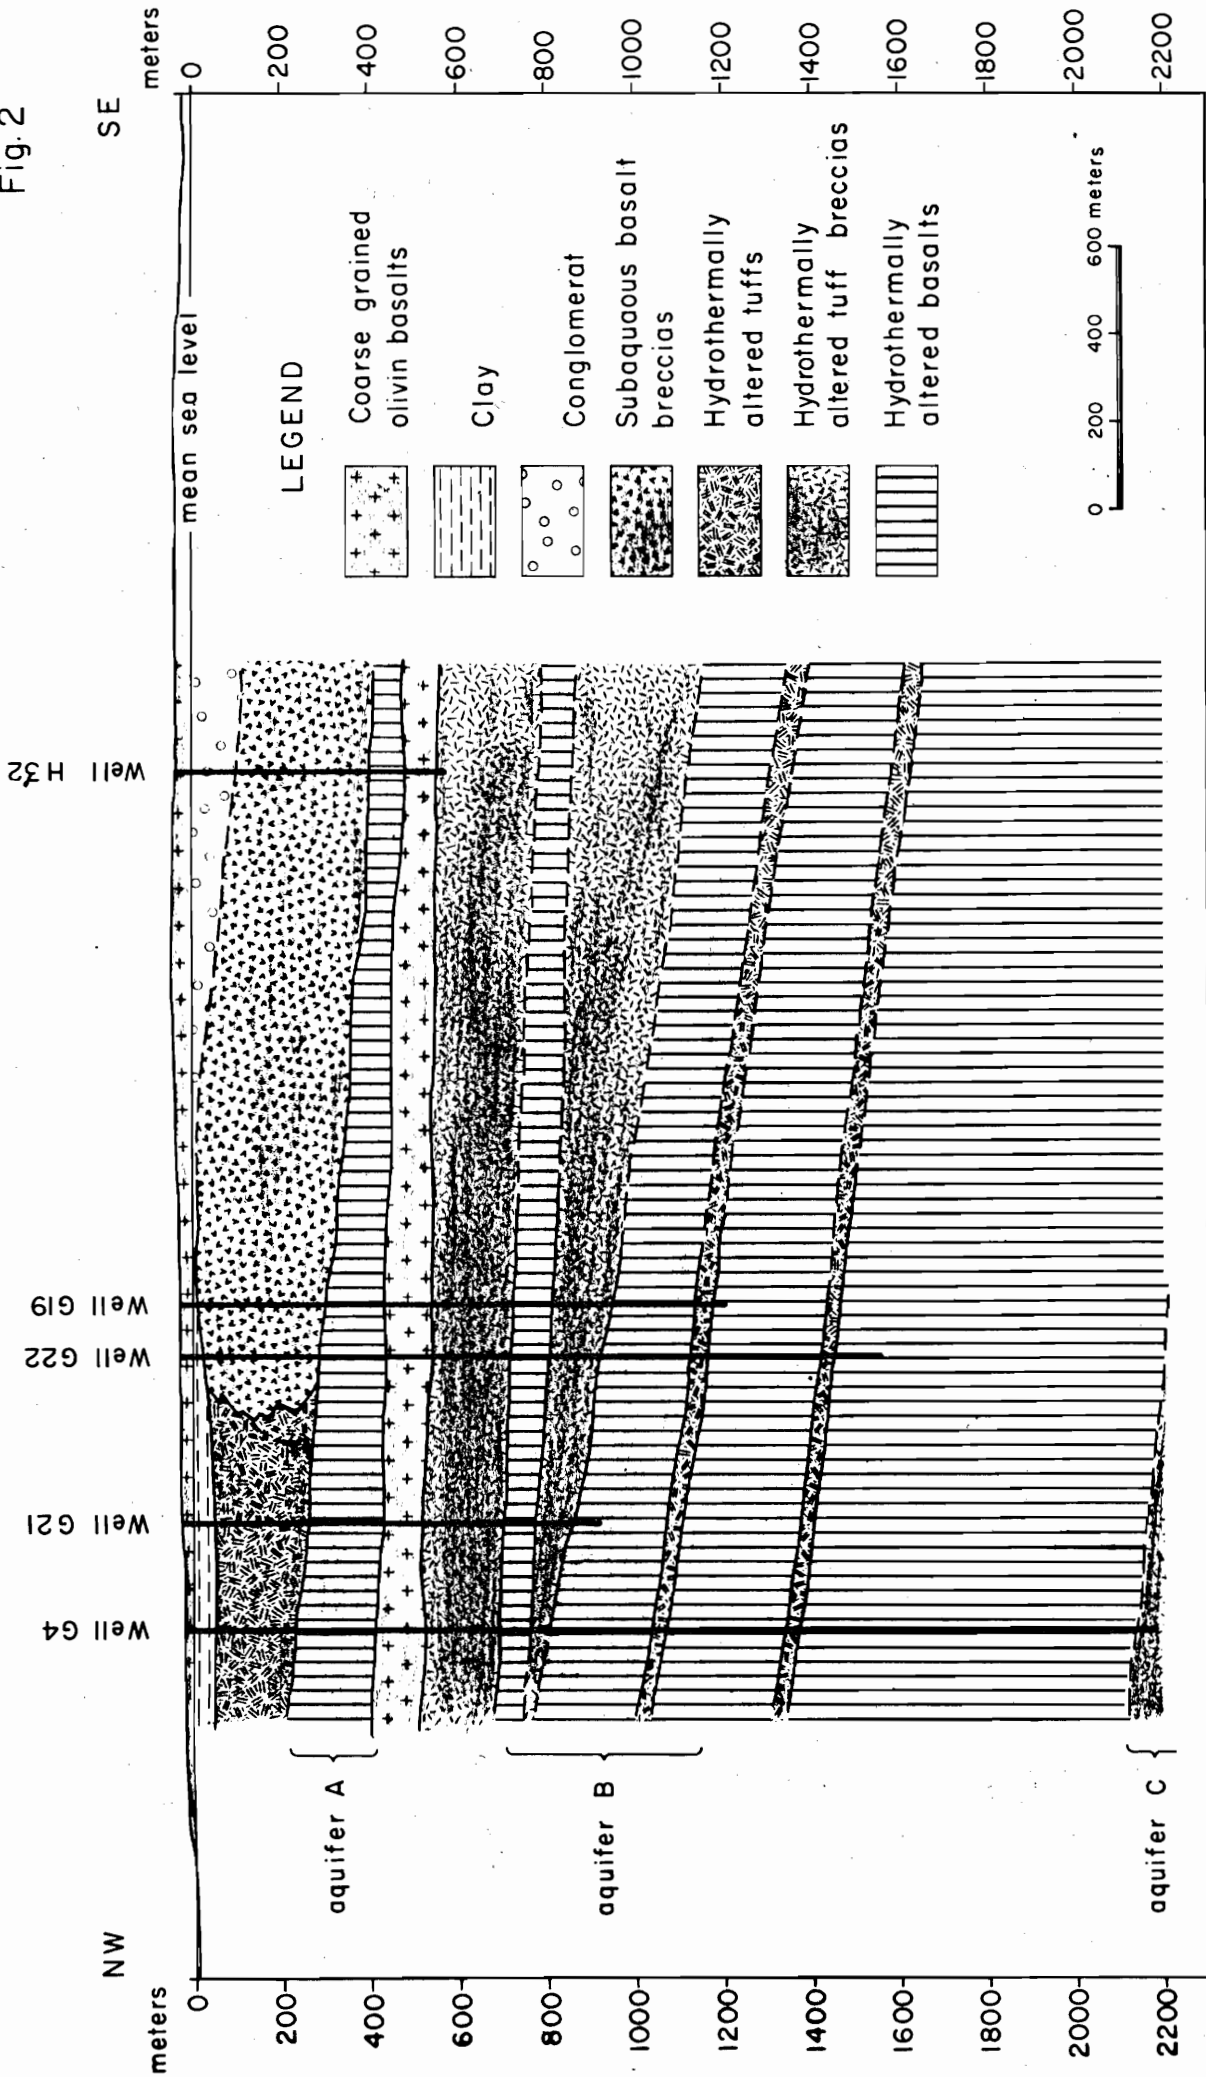 Fig. 2
NW
SE
Well G4
Well G21
Well G22
Well G19
Well H 32
meters
0
200
400
600
800
1000
1200
1400
1600
1800
2000
2200
meters
0
200
400
600
800
1000
1200
1400
1600
1800
2000
2200
mean sea level
aquifer A
aquifer B
aquifer C
LEGEND
Coarse grained
olivin basalts
Clay
Conglomerat
Subaquaous basalt
breccias
Hydrothermally
altered tuffs
Hydrothermally
altered tuff breccias
Hydrothermally
altered basalts
0 200 400 600 meters